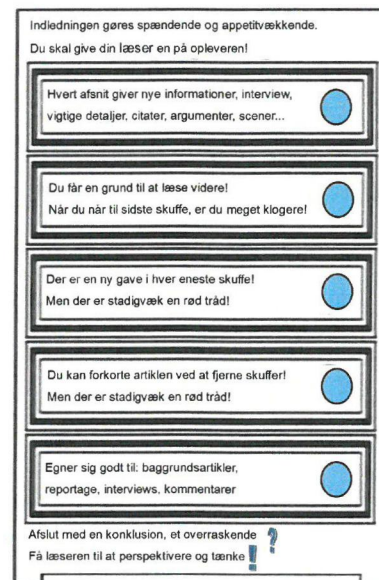 Indledningen gøres spændende og appetitvækkende.
Du skal give din læser en på opleveren!
Hvert afsnit giver nye informationer, interview,
vigtige detaljer, citater, argumenter, scener...
Du får en grund til at læse videre!
Når du når til sidste skuffe, er du meget klogere!
Der er en ny gave i hver eneste skuffe!
Men der er stadigvæk en rød tråd!
Du kan forkorte artiklen ved at fjerne skuffer!
Men der er stadigvæk en rød tråd!
Egner sig godt til: baggrundsartikler,
reportage, interviews, kommentarer
Afslut med en konklusion, et overraskende ?
Få læseren til at perspektivere og tænke !